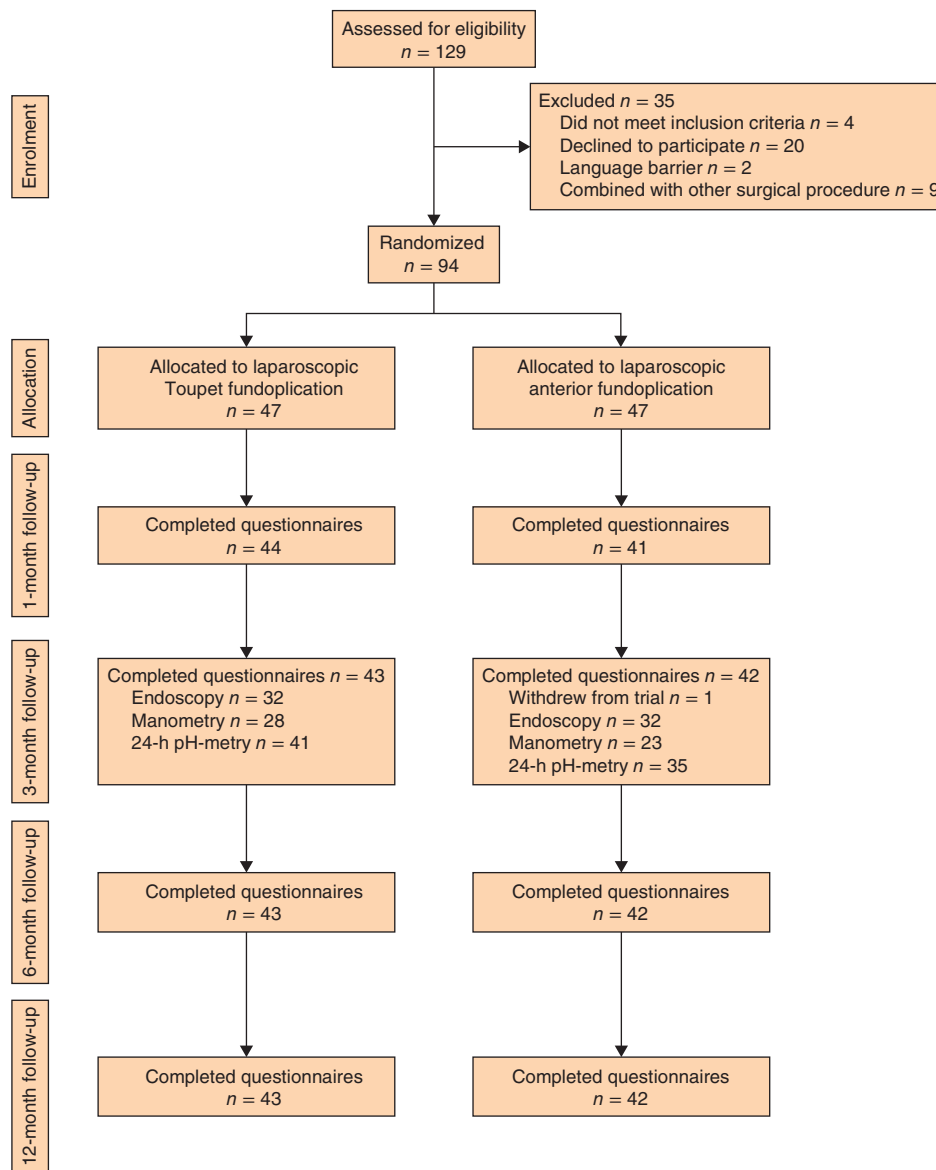 Assessed for eligibility
n = 129
Enrolment
Excluded n = 35
Did not meet inclusion criteria n = 4
Declined to participate n = 20
Language barrier n = 2
Combined with other surgical procedure n = 9
Randomized
n = 94
Allocation
Allocated to laparoscopic
Toupet fundoplication
n = 47
Allocated to laparoscopic
anterior fundoplication
n = 47
1-month follow-up
Completed questionnaires
n = 44
Completed questionnaires
n = 41
3-month follow-up
Completed questionnaires n = 43
Endoscopy n = 32
Manometry n = 28
24-h pH-metry n = 41
Completed questionnaires n = 42
Withdrew from trial n = 1
Endoscopy n = 32
Manometry n = 23
24-h pH-metry n = 35
6-month follow-up
Completed questionnaires
n = 43
Completed questionnaires
n = 42
12-month follow-up
Completed questionnaires
n = 43
Completed questionnaires
n = 42